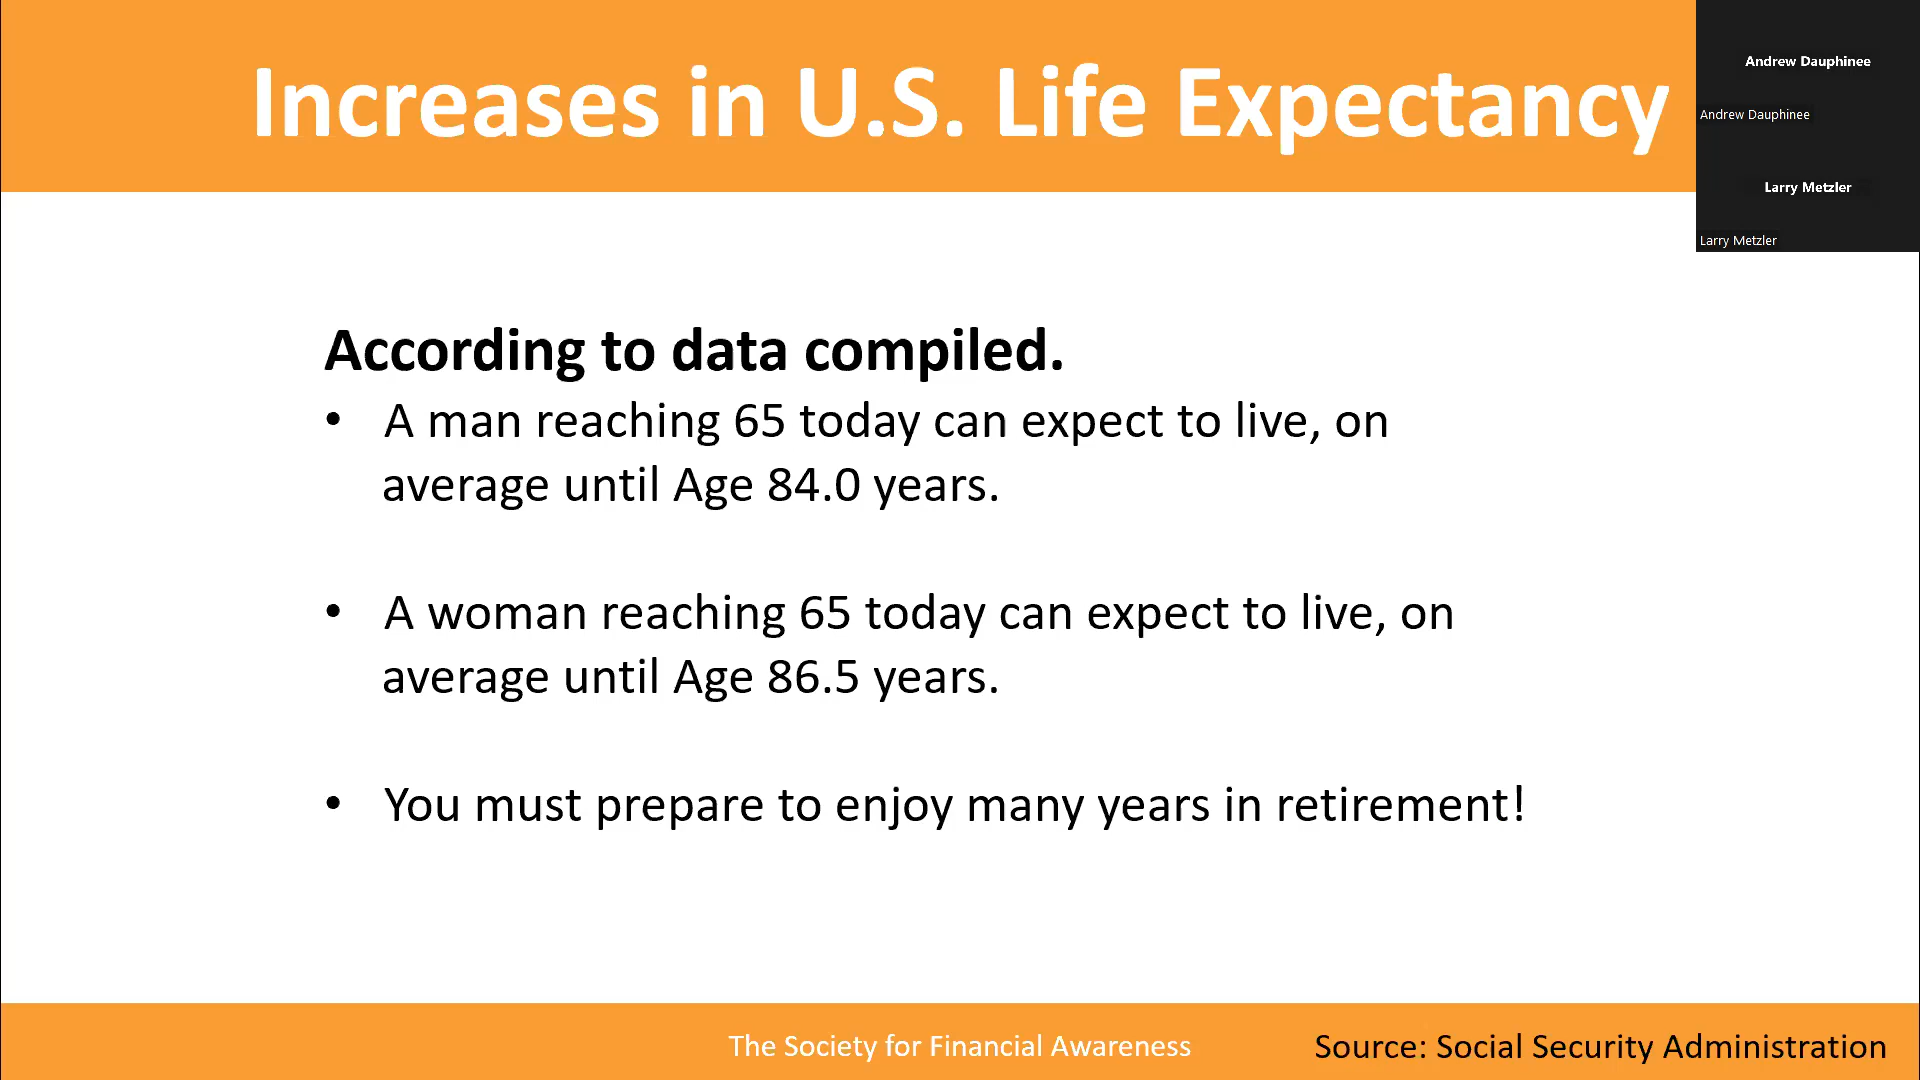 Increases in U.S. Life Expectancy
Andrew Dauphinee
Andrew Dauphinee
Larry Metzler
Larry Metzler
According to data compiled.
• A man reaching 65 today can expect to live, on
average until Age 84.0 years.
• A woman reaching 65 today can expect to live, on
average until Age 86.5 years.
• You must prepare to enjoy many years in retirement!
The Society for Financial Awareness
Source: Social Security Administration